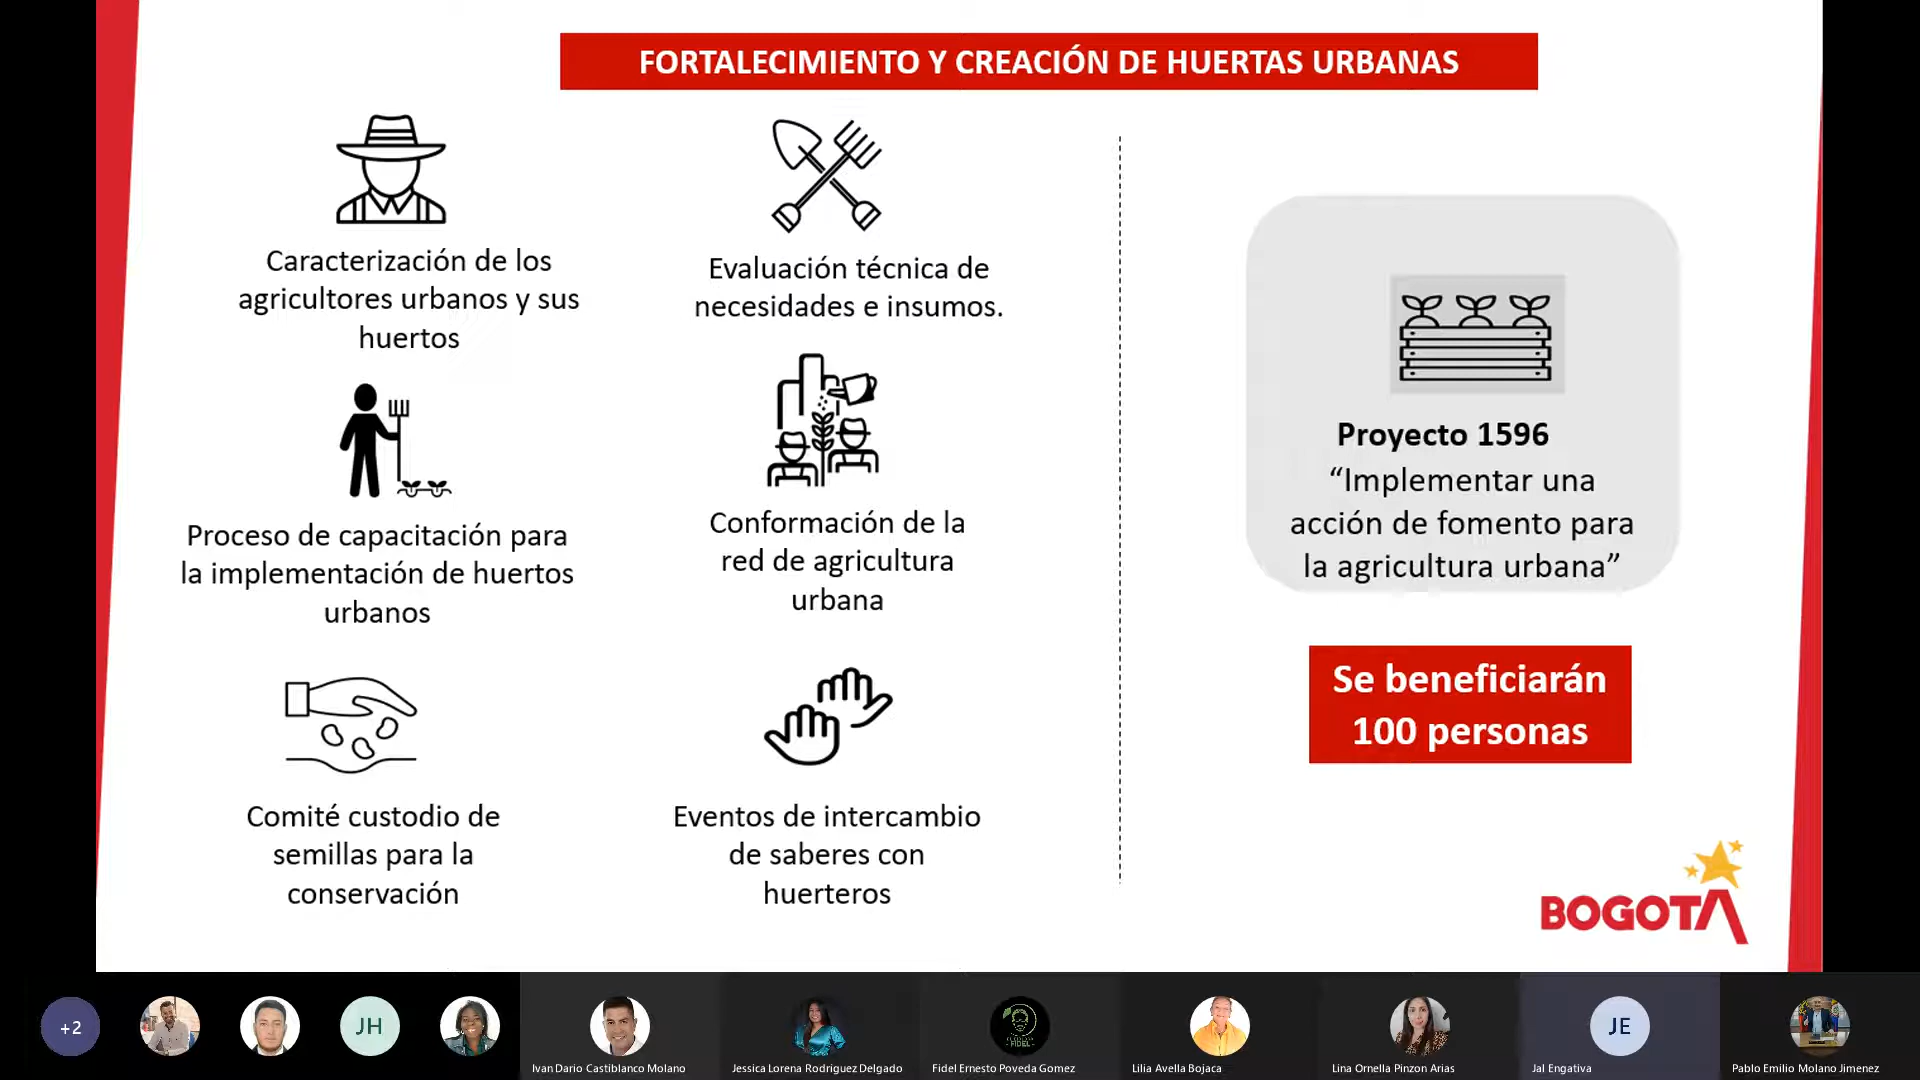 FORTALECIMIENTO Y CREACIÓN DE HUERTAS URBANAS
Caracterización de los
agricultores urbanos y sus
huertos
Evaluación técnica de
necesidades e insumos.
Proceso de capacitación para
la implementación de huertos
urbanos
Conformación de la
red de agricultura
urbana
Comité custodio de
semillas para la
conservación
Eventos de intercambio
de saberes con
huerteros
Proyecto 1596
“Implementar una
acción de fomento para
la agricultura urbana”
Se beneficiarán
100 personas
BOGOTÁ
+2
JH
Ivan Dario Castiblanco Molano
Jessica Lorena Rodriguez Delgado
FIDEL
Fidel Ernesto Poveda Gomez
Lilia Avella Bojaca
Lina Ornella Pinzon Arias
JE
Jal Engativa
Pablo Emilio Molano Jimenez